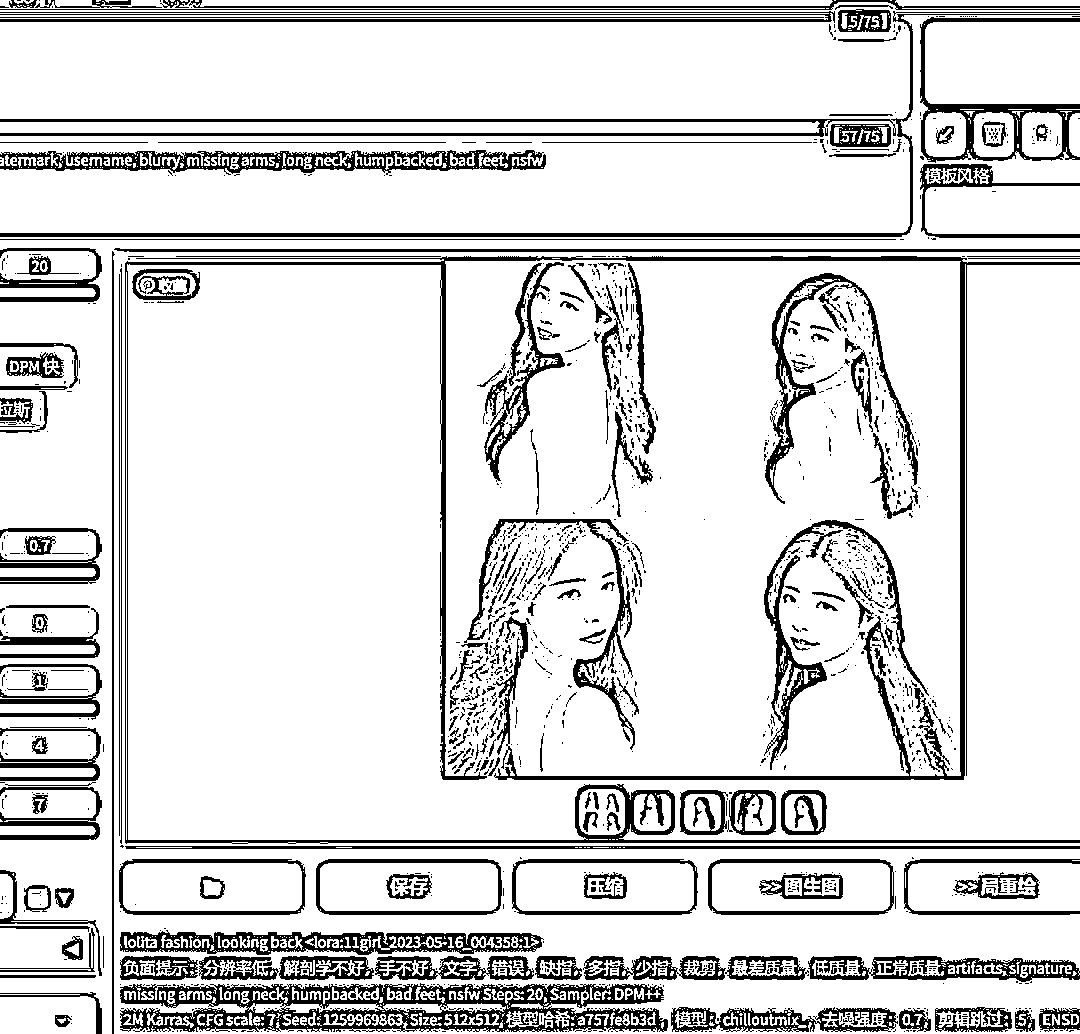 5/75
57/75
atermark, username, blurry, missing arms, long neck, humpbacked, bad feet, nsfw
模板风格
20
收藏
DPM 快
拉斯
0.7
0
1
4
7
保存
压缩
>>图生图
>>局重绘
lolita fashion, looking back <lora:11girl_2023-05-16_004358:1>
负面提示：分辨率低，解剖学不好，手不好，文字，错误，缺指，多指，少指，裁剪，最差质量，低质量，正常质量, artifacts, signature,
missing arms, long neck, humpbacked, bad feet, nsfw Steps: 20, Sampler: DPM++
2M Karras, CFG scale: 7, Seed: 1259969863, Size: 512x512, 模型哈希: a757fe8b3d，模型: chilloutmix_，去噪强度：0.7，剪辑跳过：5，ENSD